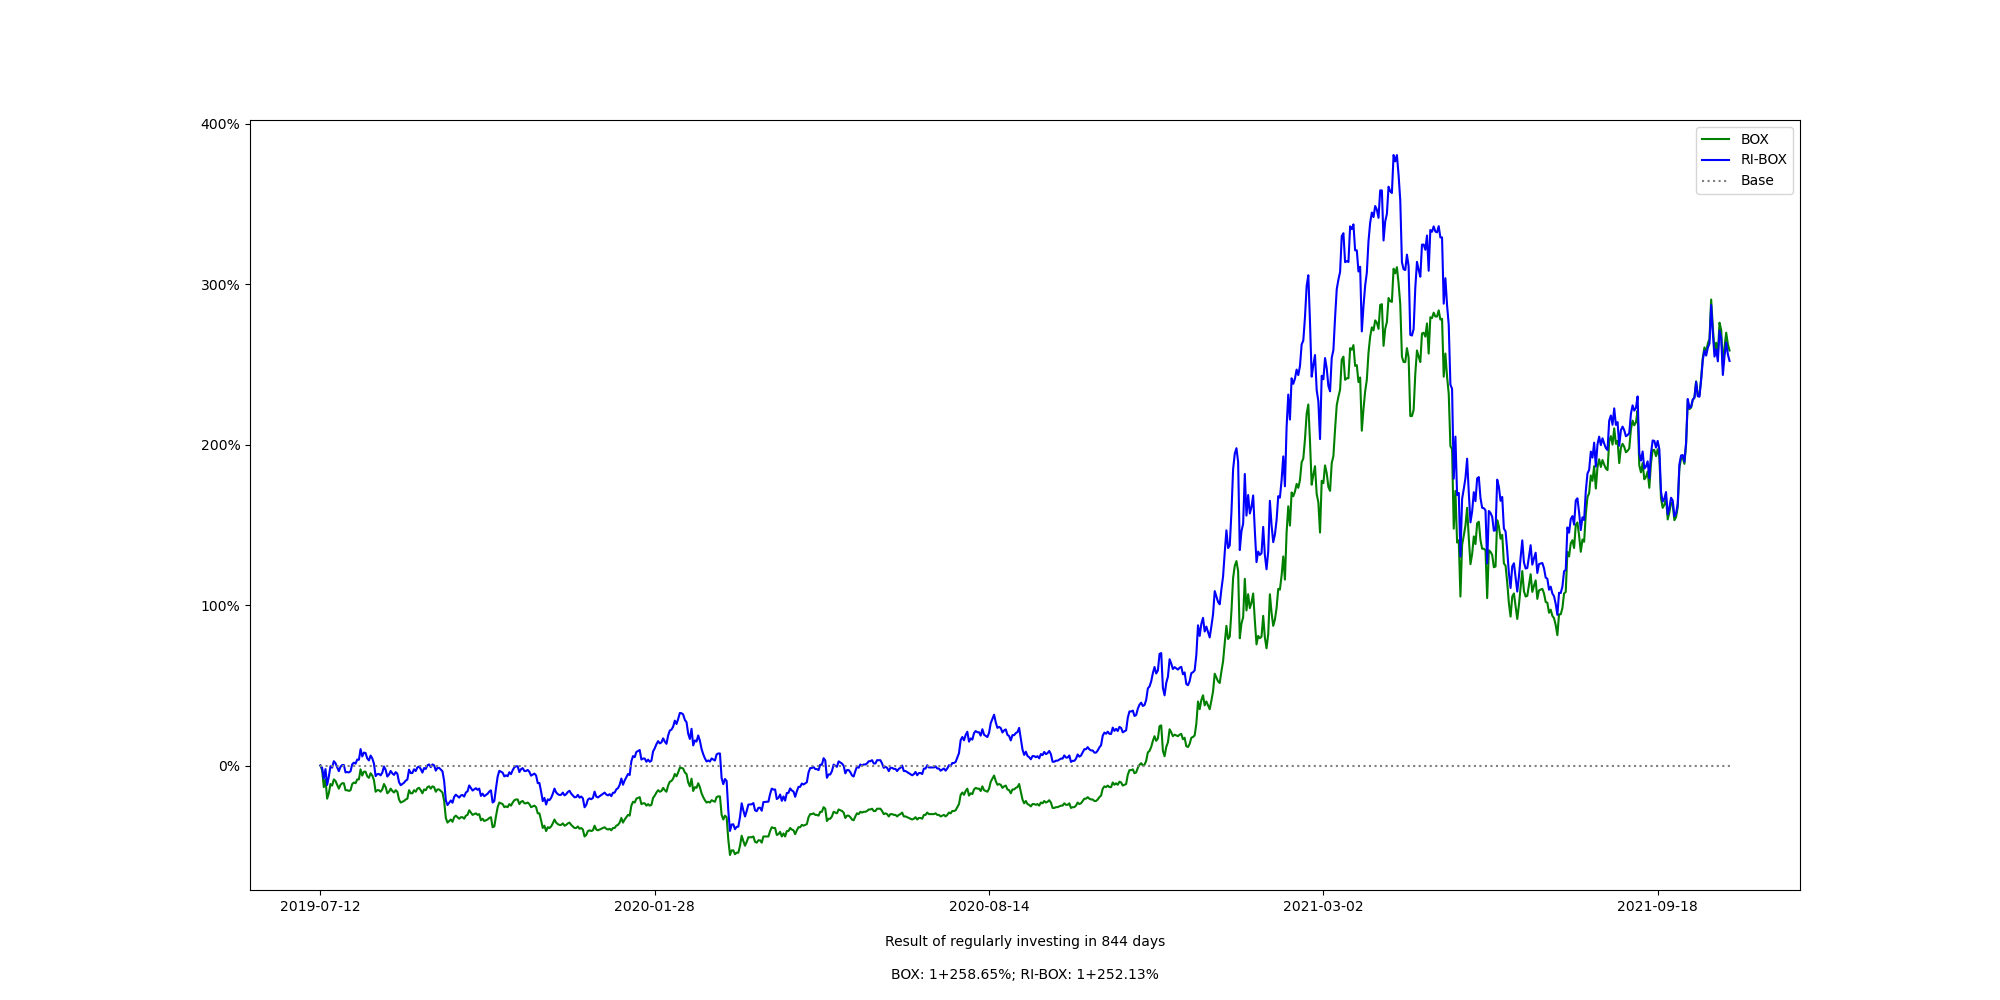 400%
300%
200%
100%
0%
BOX
RI-BOX
Base
2019-07-12 2020-01-28 2020-08-14 2021-03-02 2021-09-18
Result of regularly investing in 844 days
BOX: 1+258.65%; RI-BOX: 1+252.13%